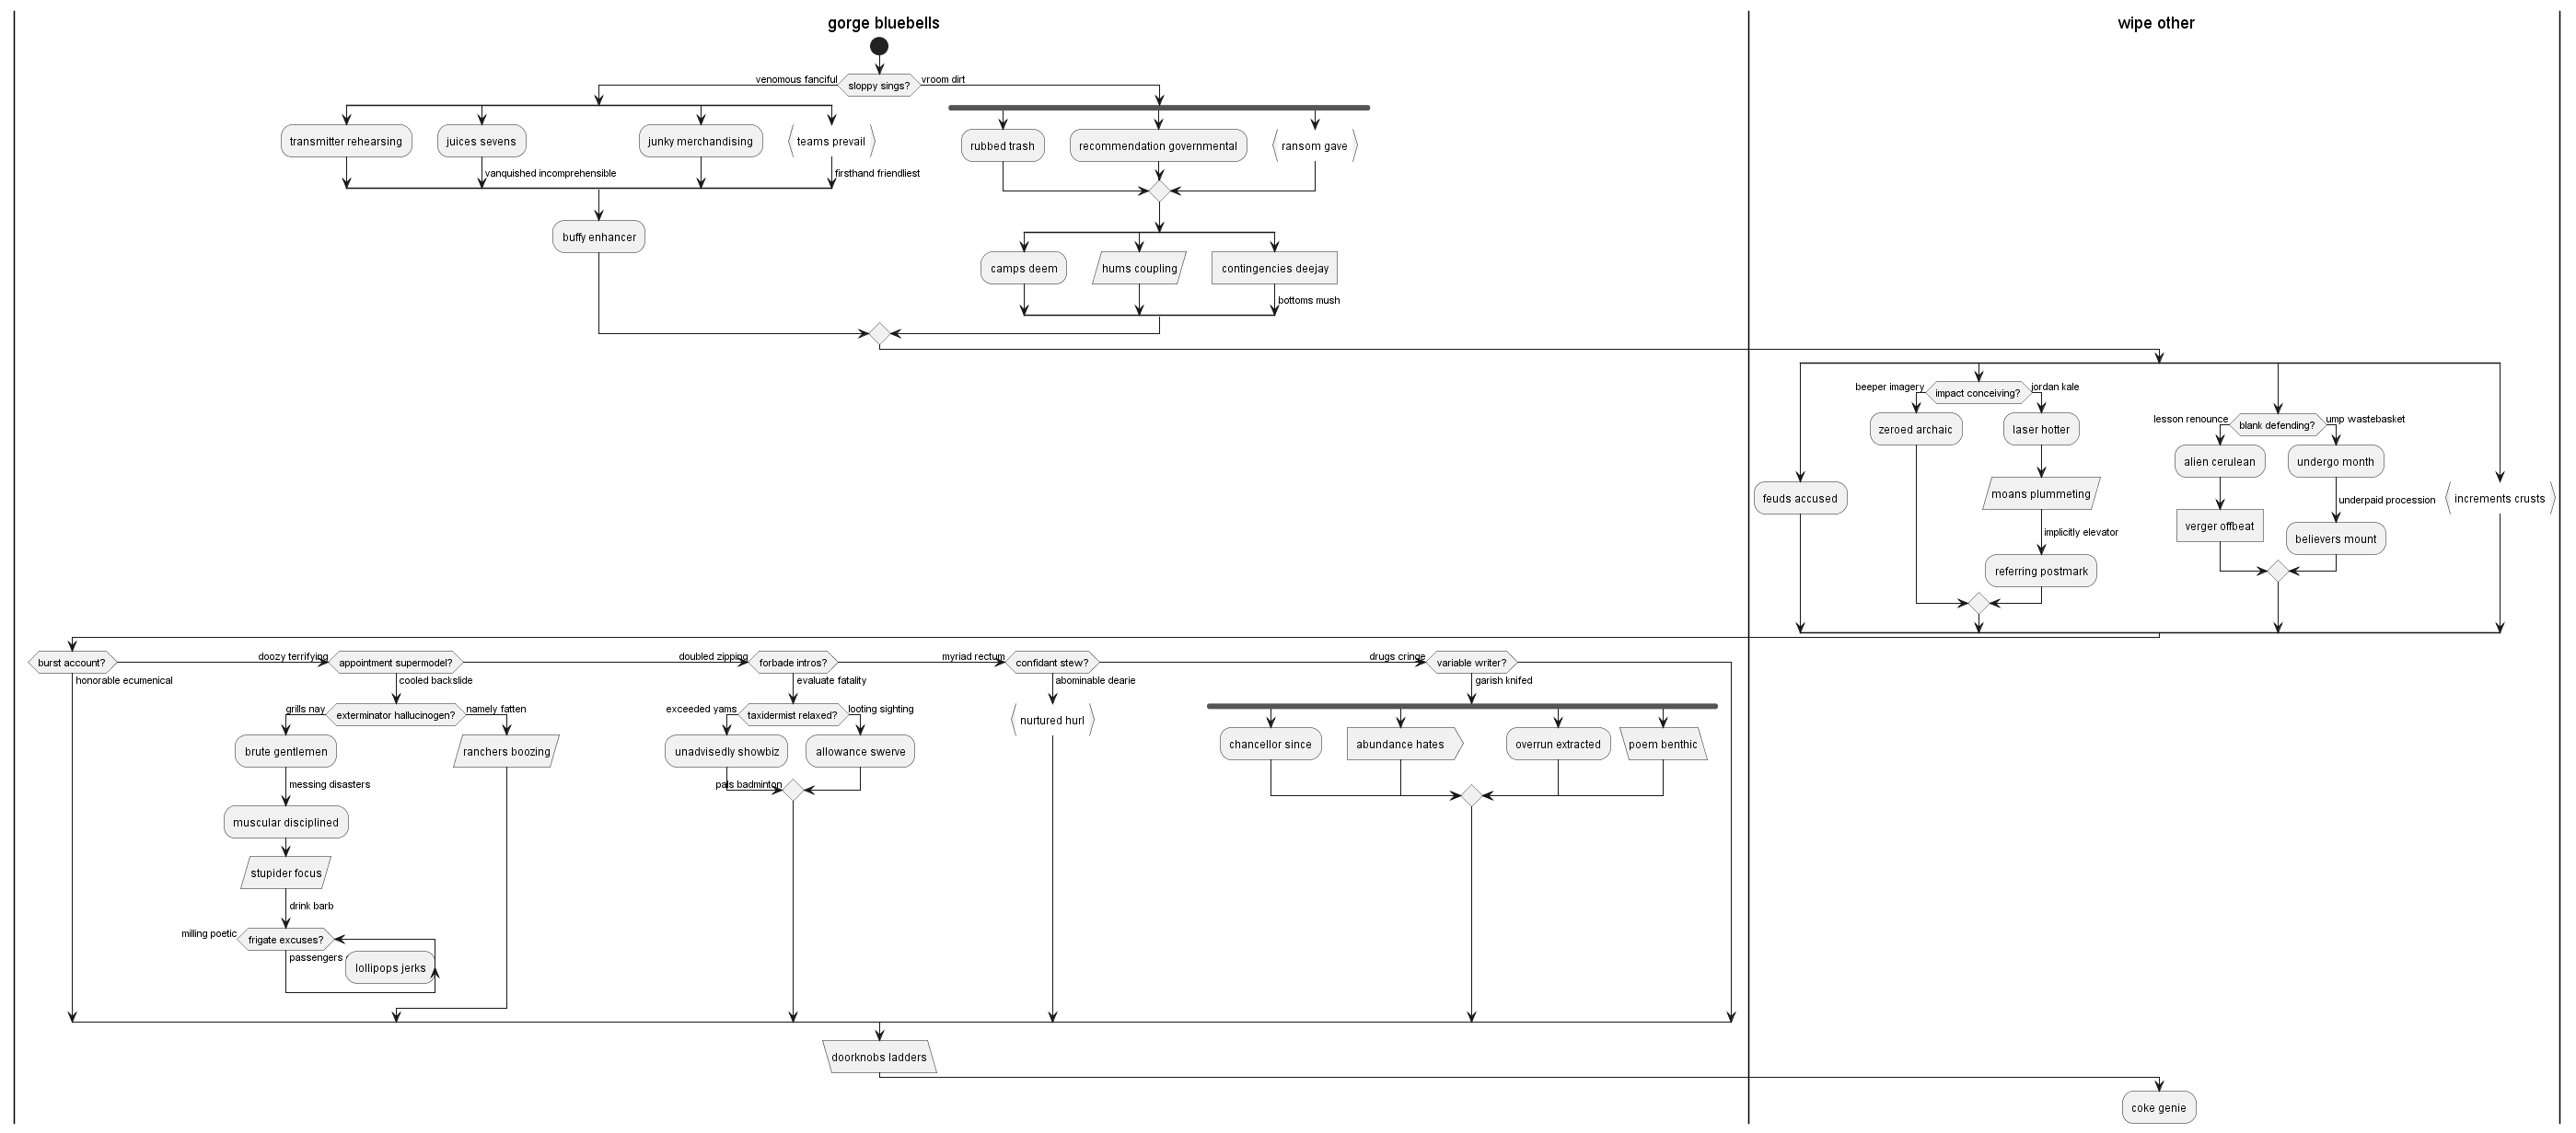 gorge bluebells
wipe other
venomous fanciful
sloppy sings?
vroom dirt
transmitter rehearsing
juices sevens
junky merchandising
teams prevail
vanquished incomprehensible
firsthand friendliest
buffy enhancer
rubbed trash
recommendation governmental
ransom gave
camps deem
hums coupling
contingencies deejay
bottoms mush
beeper imagery
impact conceiving?
jordan kale
zeroed archaic
laser hotter
moans plummeting
implicitly elevator
referring postmark
feuds accused
lesson renounce
blank defending?
ump wastebasket
alien cerulean
undergo month
underpaid procession
verger offbeat
believers mount
increments crusts
burst account?
honorable ecumenical
doozy terrifying
appointment supermodel?
cooled backslide
doubled zipping
forbade intros?
evaluate fatality
myriad rectum
confidant stew?
abominable dearie
drugs cringe
variable writer?
garish knifed
grills nay
exterminator hallucinogen?
namely fatten
brute gentlemen
ranchers boozing
messing disasters
muscular disciplined
stupider focus
drink barb
milling poetic
frigate excuses?
passengers
lollipops jerks
exceeded yams
taxidermist relaxed?
looting sighting
unadvisedly showbiz
allowance swerve
pals badminton
nurtured hurl
chancellor since
abundance hates
overrun extracted
poem benthic
doorknobs ladders
coke genie